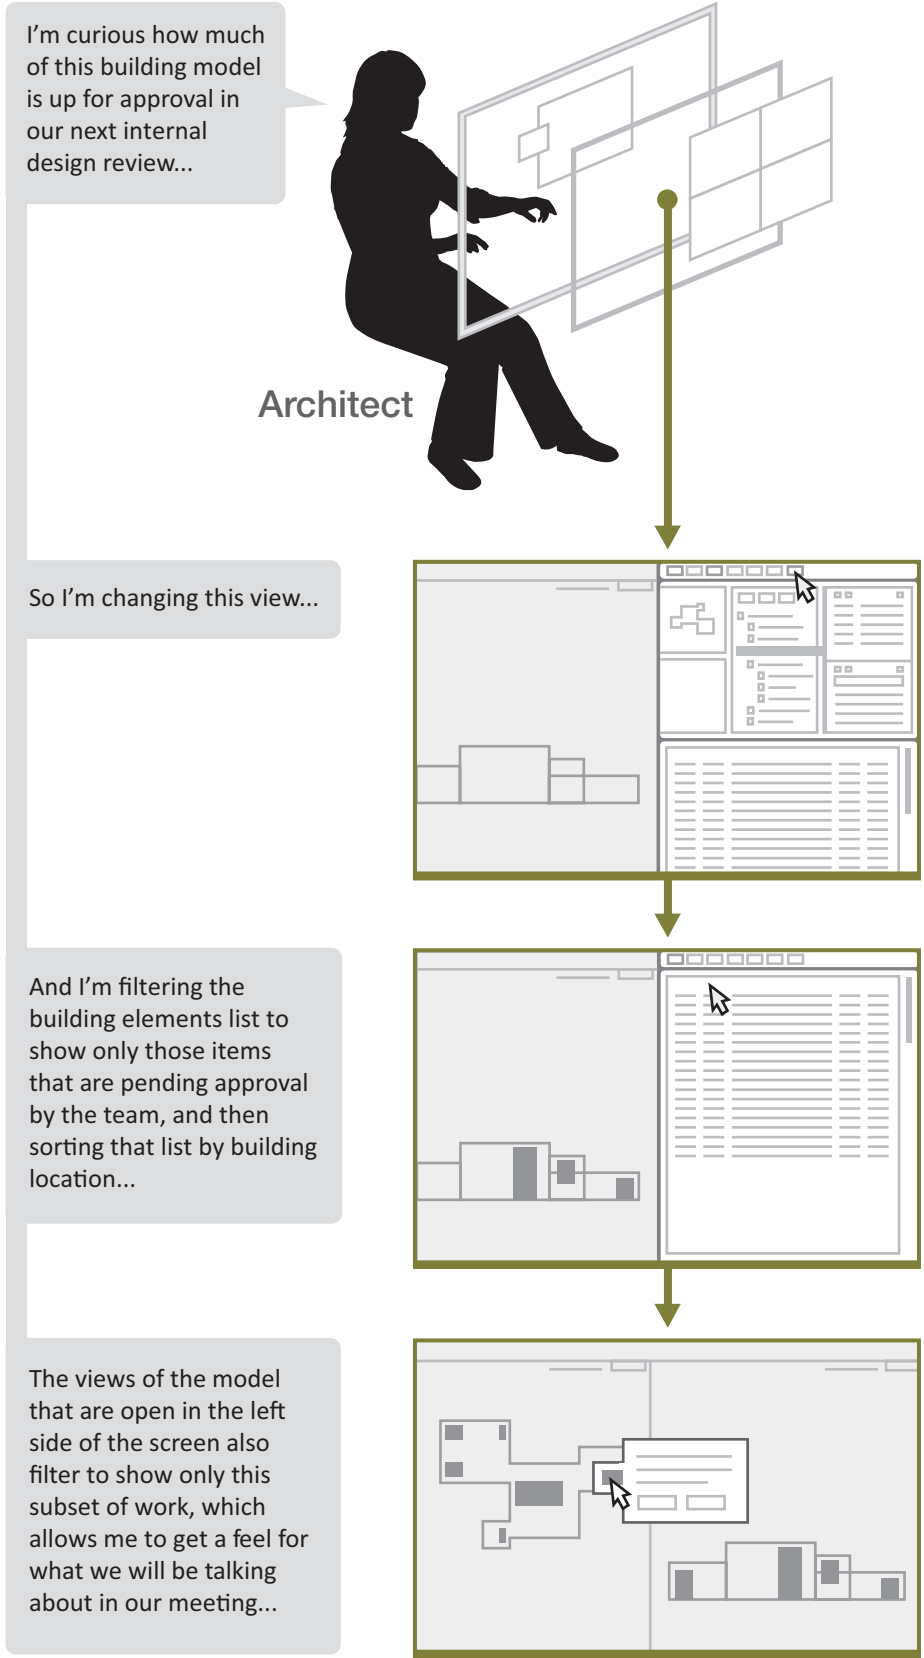 I'm curious how much
of this building model
is up for approval in
our next internal
design review...
Architect
So I'm changing this view...
And I'm filtering the
building elements list to
show only those items
that are pending approval
by the team, and then
sorting that list by building
location...
The views of the model
that are open in the left
side of the screen also
filter to show only this
subset of work, which
allows me to get a feel for
what we will be talking
about in our meeting...